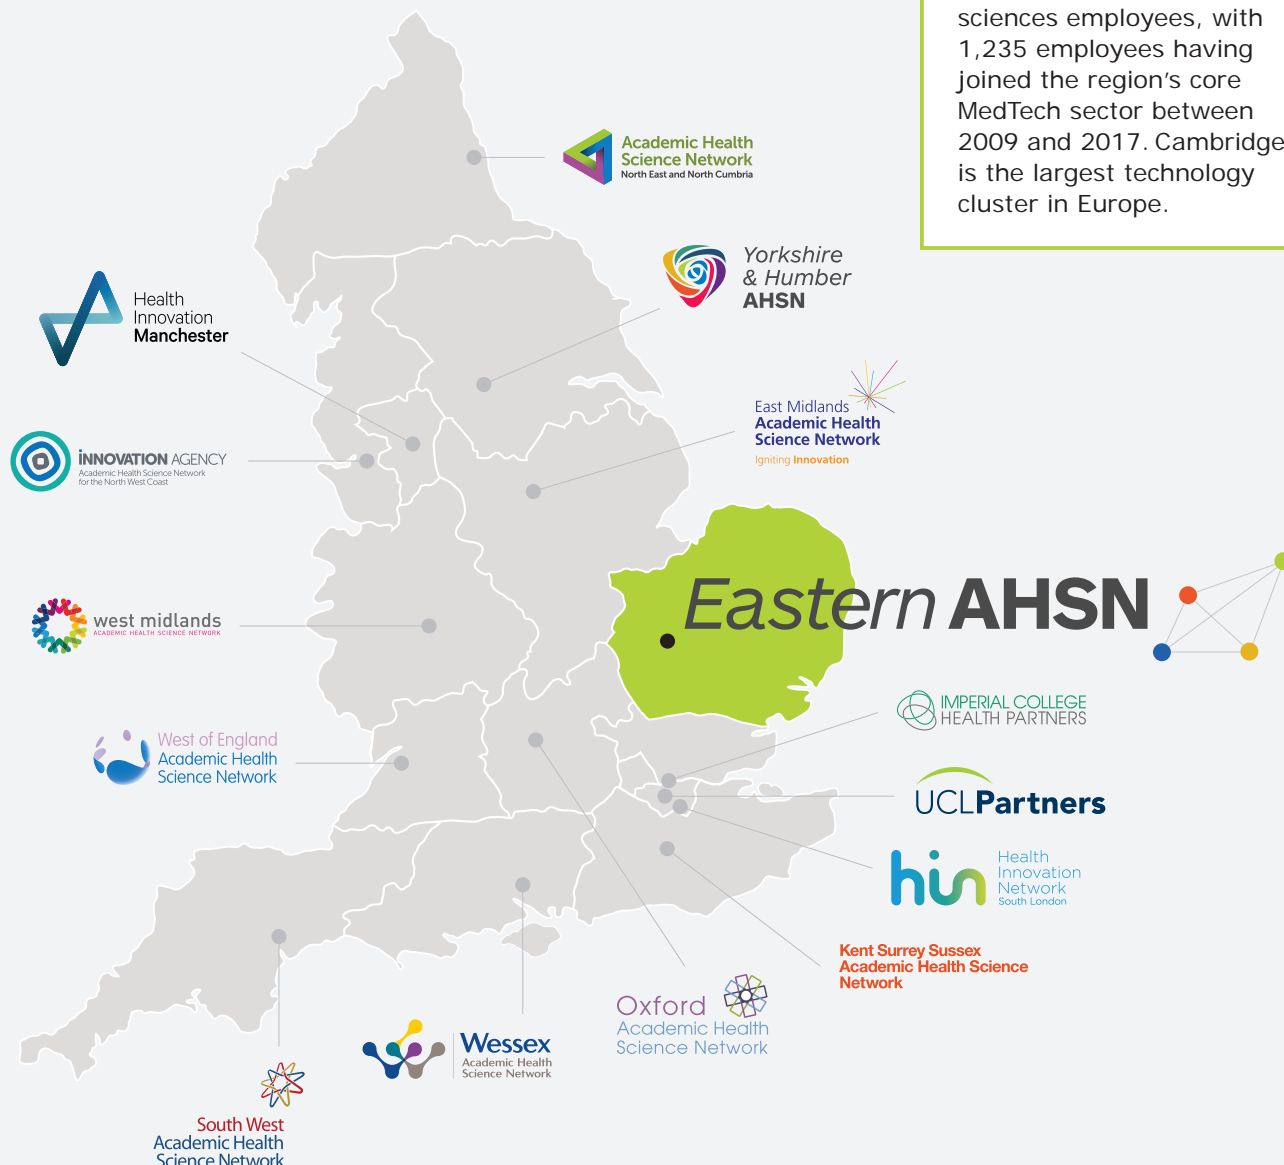 sciences employees, with
1,235 employees having
joined the region’s core
MedTech sector between
2009 and 2017. Cambridge
is the largest technology
cluster in Europe.
Academic Health
Science Network
North East and North Cumbria
Yorkshire
& Humber
AHSN
Health
Innovation
Manchester
East Midlands
Academic Health
Science Network
Igniting Innovation
iNNOVATION AGENCY
Academic Health Science Network
for the North West Coast
Eastern AHSN
west midlands
ACADEMIC HEALTH SCIENCE NETWORK
IMPERIAL COLLEGE
HEALTH PARTNERS
West of England
Academic Health
Science Network
UCLPartners
hin
Health
Innovation
Network
South London
Kent Surrey Sussex
Academic Health Science
Network
Oxford
Academic Health
Science Network
Wessex
Academic Health
Science Network
South West
Academic Health
Science Network